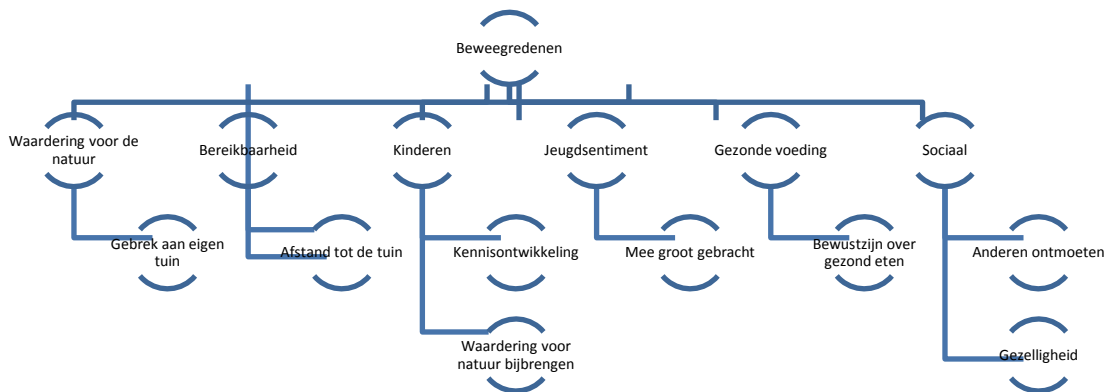 Beweegredenen
Waardering voor de
natuur
Bereikbaarheid
Kinderen
Jeugdsentiment
Gezonde voeding
Sociaal
Gebrek aan eigen
tuin
Afstand tot de tuin
Kennisontwikkeling
Mee groot gebracht
Bewustzijn over
gezond eten
Anderen ontmoeten
Waardering voor
natuur bijbrengen
Gezelligheid